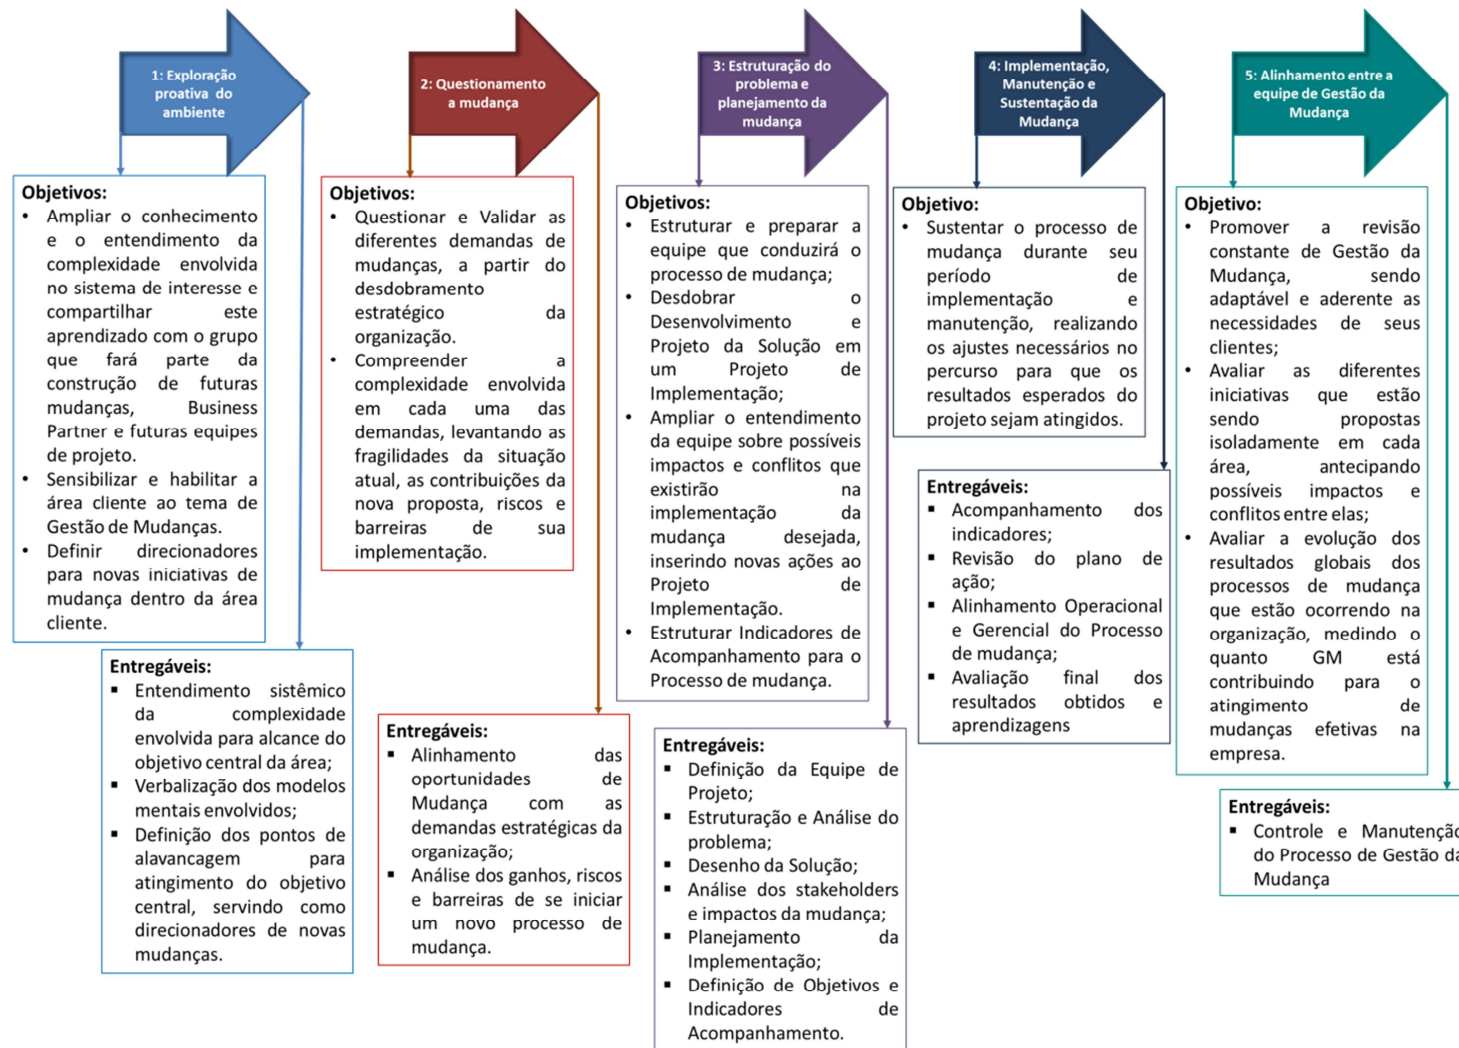 1: Exploração
proativa do
ambiente
Objetivos:
• Ampliar o conhecimento
e o entendimento da
complexidade envolvida
no sistema de interesse e
compartilhar este
aprendizado com o grupo
que fará parte da
construção de futuras
mudanças, Business
Partner e futuras equipes
de projeto.
• Sensibilizar e habilitar a
área cliente ao tema de
Gestão de Mudanças.
• Definir direcionadores
para novas iniciativas de
mudança dentro da área
cliente.
Entregáveis:
▪ Entendimento sistêmico
da complexidade
envolvida para alcance do
objetivo central da área;
▪ Verbalização dos modelos
mentais envolvidos;
▪ Definição dos pontos de
alavancagem para
atingimento do objetivo
central, servindo como
direcionadores de novas
mudanças.
2: Questionamento
a mudança
Objetivos:
• Questionar e Validar as
diferentes demandas de
mudanças, a partir do
desdobramento
estratégico da
organização.
• Compreender a
complexidade envolvida
em cada uma das
demandas, levantando as
fragilidades da situação
atual, as contribuições da
nova proposta, riscos e
barreiras de sua
implementação.
Entregáveis:
▪ Alinhamento das
oportunidades de
Mudança com as
demandas estratégicas da
organização;
▪ Análise dos ganhos, riscos
e barreiras de se iniciar
um novo processo de
mudança.
3: Estruturação do
problema e
planejamento da
mudança
Objetivos:
• Estruturar e preparar a
equipe que conduzirá o
processo de mudança;
• Desdobrar o
Desenvolvimento e
Projeto da Solução em
um Projeto de
Implementação;
• Ampliar o entendimento
da equipe sobre possíveis
impactos e conflitos que
existirão na
implementação da
mudança desejada,
inserindo novas ações ao
Projeto de
Implementação.
• Estruturar Indicadores de
Acompanhamento para o
Processo de mudança.
Entregáveis:
▪ Definição da Equipe de
Projeto;
▪ Estruturação e Análise do
problema;
▪ Desenho da Solução;
▪ Análise dos stakeholders
e impactos da mudança;
▪ Planejamento da
Implementação;
▪ Definição de Objetivos e
Indicadores de
Acompanhamento.
4: Implementação,
Manutenção e
Sustentação da
Mudança
Objetivo:
• Sustentar o processo de
mudança durante seu
período de
implementação e
manutenção, realizando
os ajustes necessários no
percurso para que os
resultados esperados do
projeto sejam atingidos.
Entregáveis:
▪ Acompanhamento dos
indicadores;
▪ Revisão do plano de
ação;
▪ Alinhamento Operacional
e Gerencial do Processo
de mudança;
▪ Avaliação final dos
resultados obtidos e
aprendizagens
5: Alinhamento entre a
equipe de Gestão da
Mudança
Objetivo:
• Promover a revisão
constante de Gestão da
Mudança, sendo
adaptável e aderente as
necessidades de seus
clientes;
• Avaliar as diferentes
iniciativas que estão
sendo propostas
isoladamente em cada
área, antecipando
possíveis impactos e
conflitos entre elas;
• Avaliar a evolução dos
resultados globais dos
processos de mudança
que estão ocorrendo na
organização, medindo o
quanto GM está
contribuindo para o
atingimento de
mudanças efetivas na
empresa.
Entregáveis:
▪ Controle e Manutenção
do Processo de Gestão da
Mudança